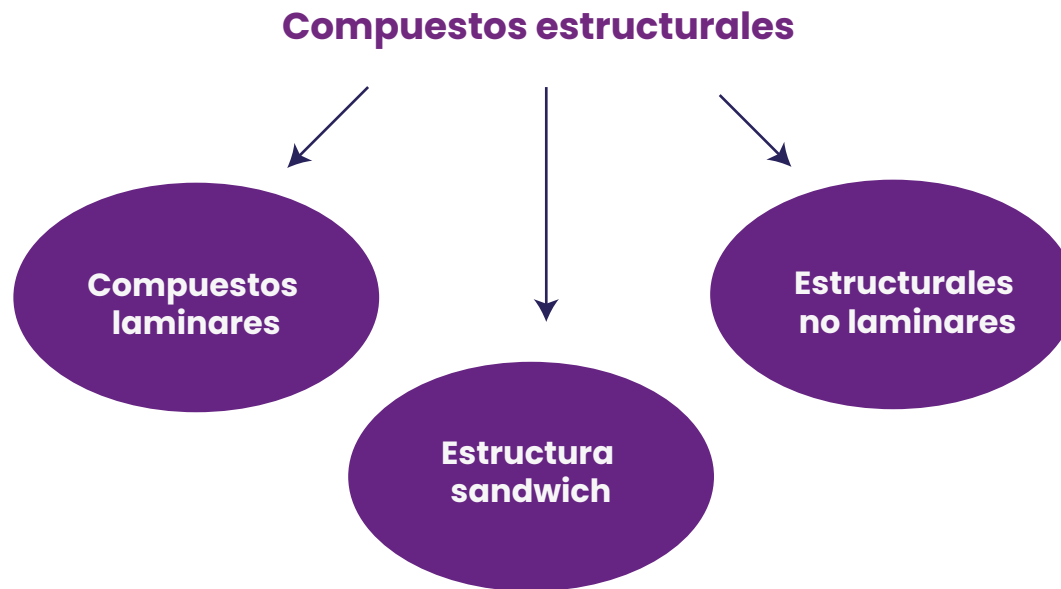 Compuestos estructurales
Compuestos
laminares
Estructurales
no laminares
Estructura
sandwich